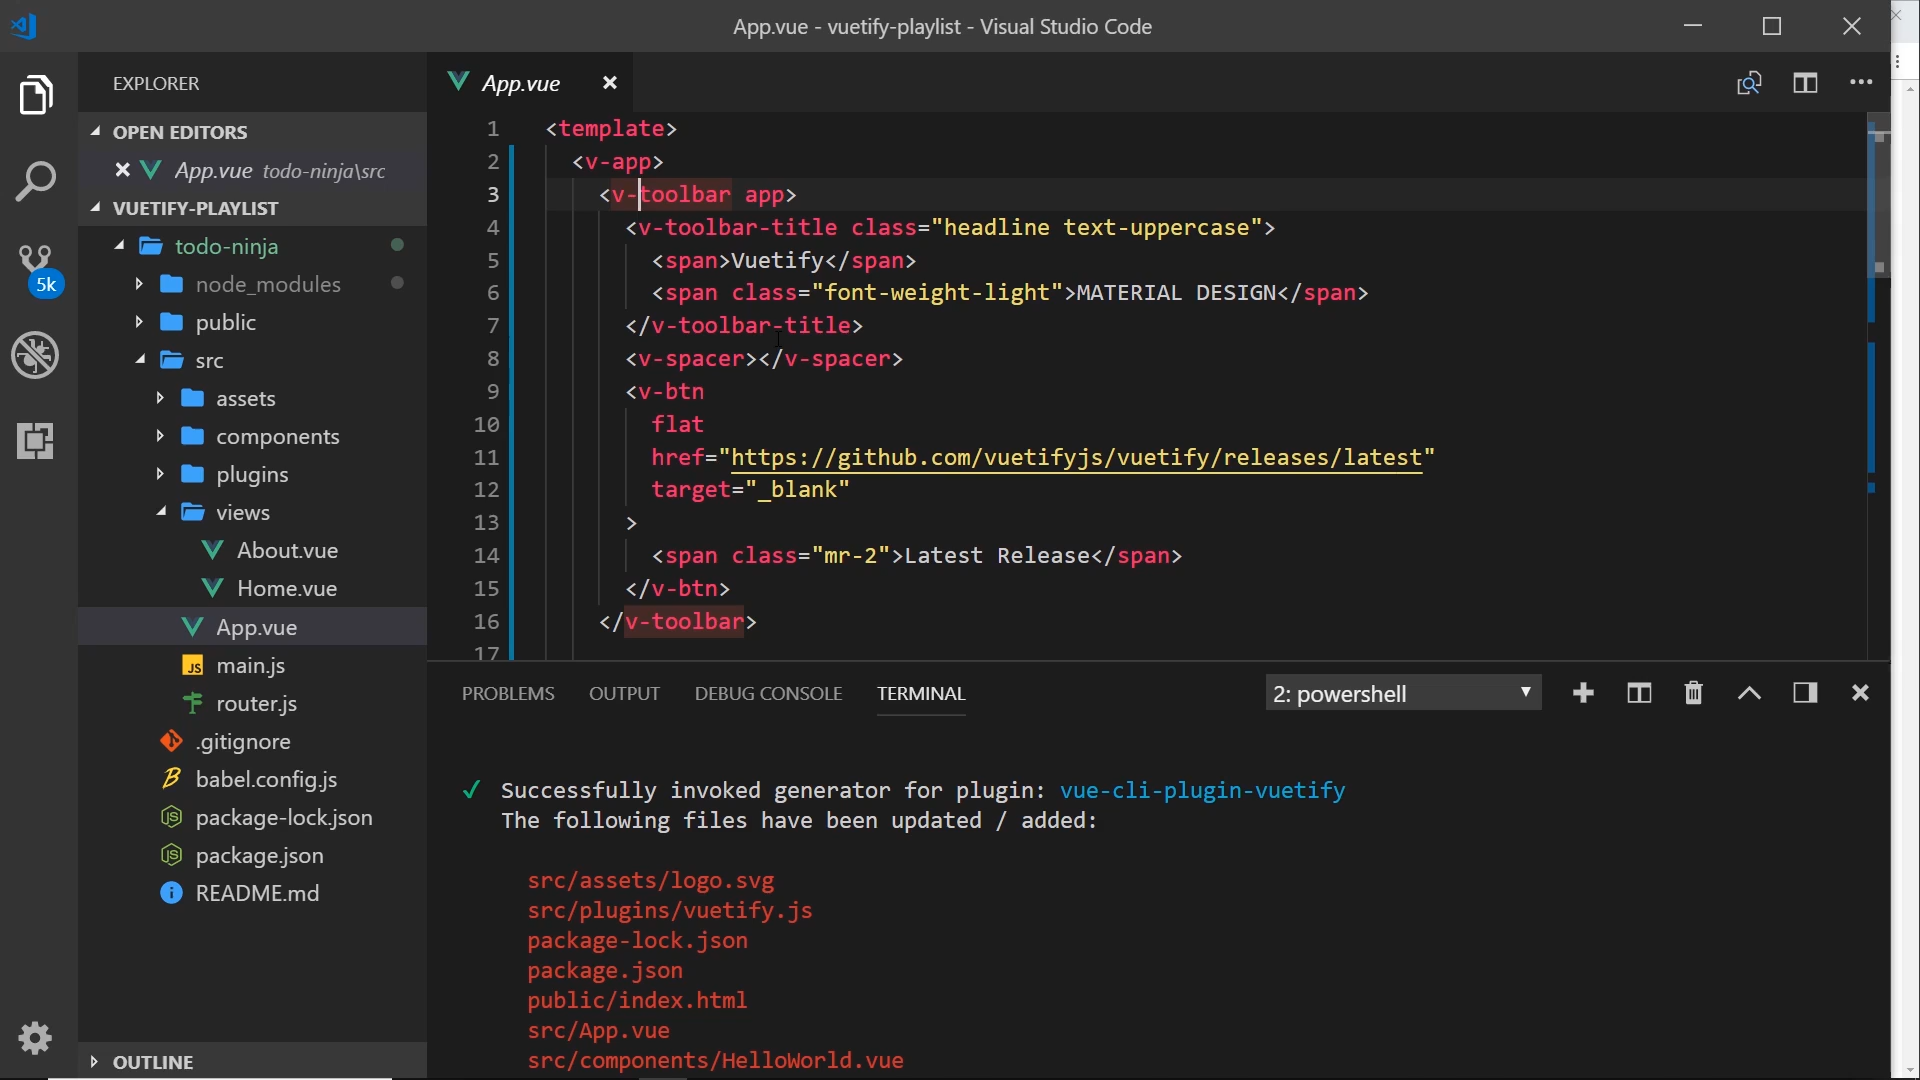 App.vue - vuetify-playlist - Visual Studio Code
EXPLORER
OPEN EDITORS
App.vue todo-ninja\src
VUETIFY-PLAYLIST
todo-ninja
node_modules
public
src
assets
components
plugins
views
About.vue
Home.vue
App.vue
main.js
router.js
.gitignore
babel.config.js
package-lock.json
package.json
README.md
OUTLINE
5k
App.vue
1 <template>
2 <v-app>
3 <v-toolbar app>
4 <v-toolbar-title class="headline text-uppercase">
5 <span>Vuetify</span>
6 <span class="font-weight-light">MATERIAL DESIGN</span>
7 </v-toolbar-title>
8 <v-spacer></v-spacer>
9 <v-btn
10 flat
11 href="https://github.com/vuetifyjs/vuetify/releases/latest"
12 target="_blank"
13 >
14 <span class="mr-2">Latest Release</span>
15 </v-btn>
16 </v-toolbar>
17
PROBLEMS OUTPUT DEBUG CONSOLE TERMINAL
2: powershell
✓ Successfully invoked generator for plugin: vue-cli-plugin-vuetify
The following files have been updated / added:
src/assets/logo.svg
src/plugins/vuetify.js
package-lock.json
package.json
public/index.html
src/App.vue
src/components/HelloWorld.vue